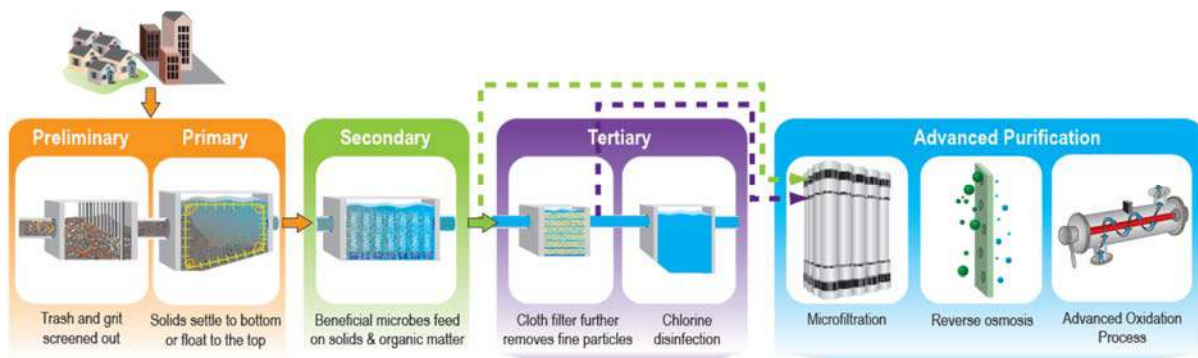 Preliminary
Primary
Secondary
Tertiary
Advanced Purification
Trash and grit
screened out
Solids settle to bottom
or float to the top
Beneficial microbes feed
on solids & organic matter
Cloth filter further
removes fine particles
Chlorine
disinfection
Microfiltration
Reverse osmosis
Advanced Oxidation
Process